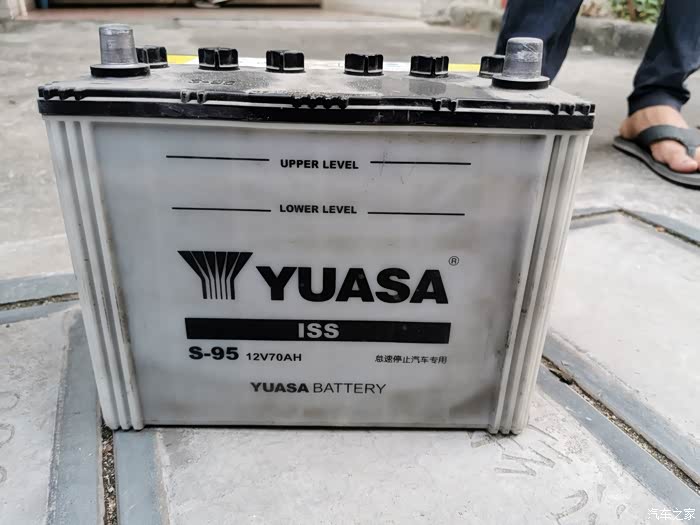 UPPER LEVEL
LOWER LEVEL
YUASA®
ISS
S-95 12V70AH
怠速停止汽车专用
YUASA BATTERY
汽车之家